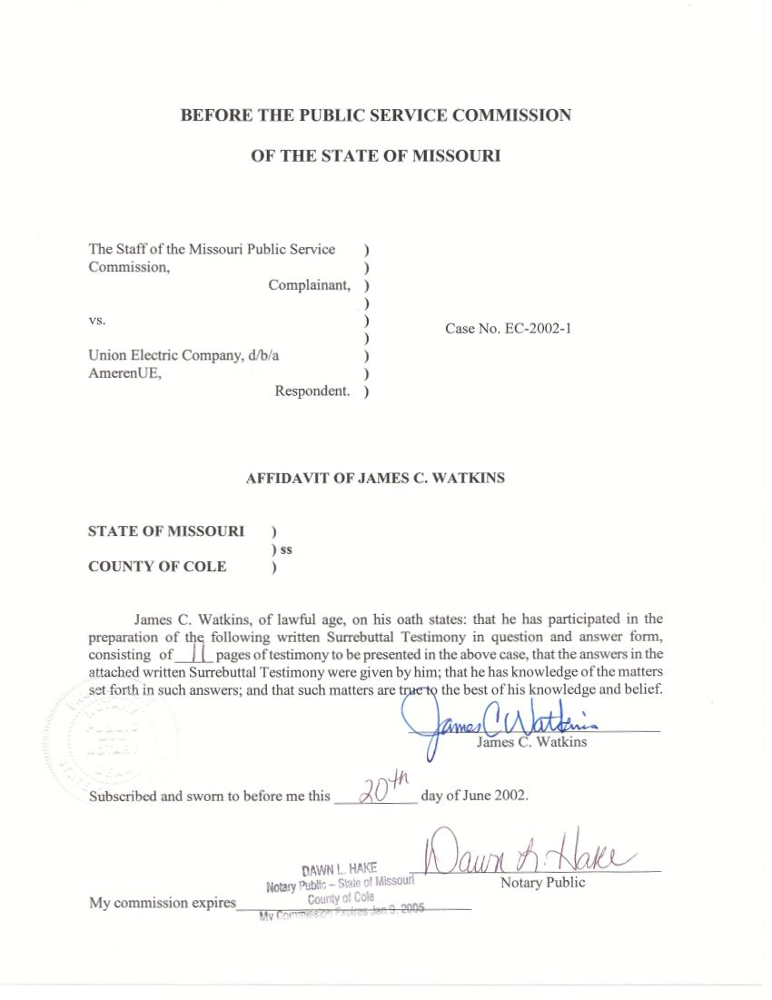 BEFORE THE PUBLIC SERVICE COMMISSION
OF THE STATE OF MISSOURI
The Staff of the Missouri Public Service )
Commission, )
Complainant, )
)
vs. )
Case No. EC-2002-1
)
Union Electric Company, d/b/a )
AmerenUE, )
Respondent. )
AFFIDAVIT OF JAMES C. WATKINS
STATE OF MISSOURI )
) ss
COUNTY OF COLE )
James C. Watkins, of lawful age, on his oath states: that he has participated in the
preparation of the following written Surrebuttal Testimony in question and answer form,
consisting of 11 pages of testimony to be presented in the above case, that the answers in the
attached written Surrebuttal Testimony were given by him; that he has knowledge of the matters
set forth in such answers; and that such matters are true to the best of his knowledge and belief.
James C Watkins
James C. Watkins
NOTARY
PUBLIC
NOTARY
SEAL
Subscribed and sworn to before me this 20th day of June 2002.
Dawn L. Hake
Notary Public
DAWN L. HAKE
Notary Public – State of Missouri
County of Cole
My commission expires
My Commission Expires Jan 9, 2005